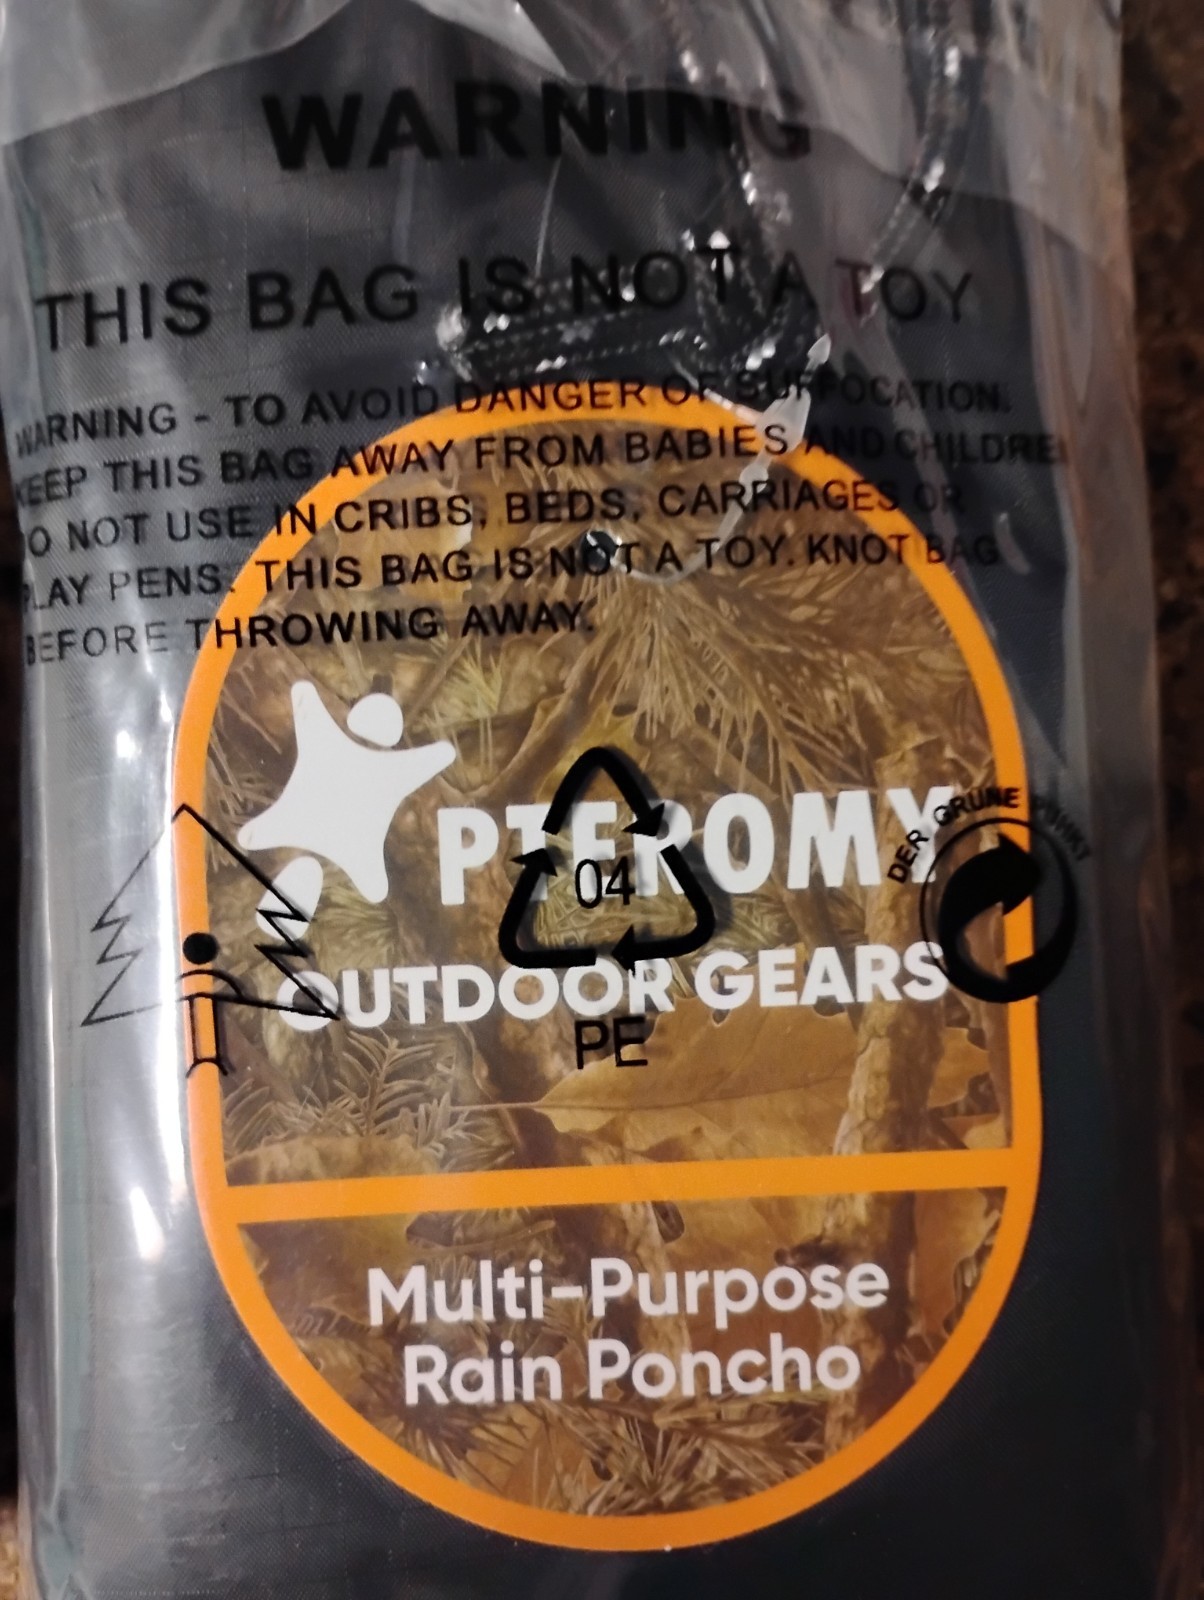 WARNING
THIS BAG IS NOT A TOY
WARNING - TO AVOID DANGER OF SUFFOCATION.
KEEP THIS BAG AWAY FROM BABIES AND CHILDREN
DO NOT USE IN CRIBS, BEDS, CARRIAGES OR
PLAY PENS. THIS BAG IS NOT A TOY. KNOT BAG
BEFORE THROWING AWAY.
PTEROMY
OUTDOOR GEARS
04
PE
DER GRÜNE PUNKT
Multi-Purpose
Rain Poncho